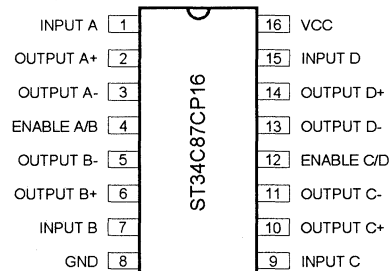 INPUT A 1 16 VCC
OUTPUT A+ 2 15 INPUT D
OUTPUT A- 3 14 OUTPUT D+
ENABLE A/B 4 13 OUTPUT D-
OUTPUT B- 5 12 ENABLE C/D
OUTPUT B+ 6 11 OUTPUT C-
INPUT B 7 10 OUTPUT C+
GND 8 9 INPUT C
ST34C87CP16